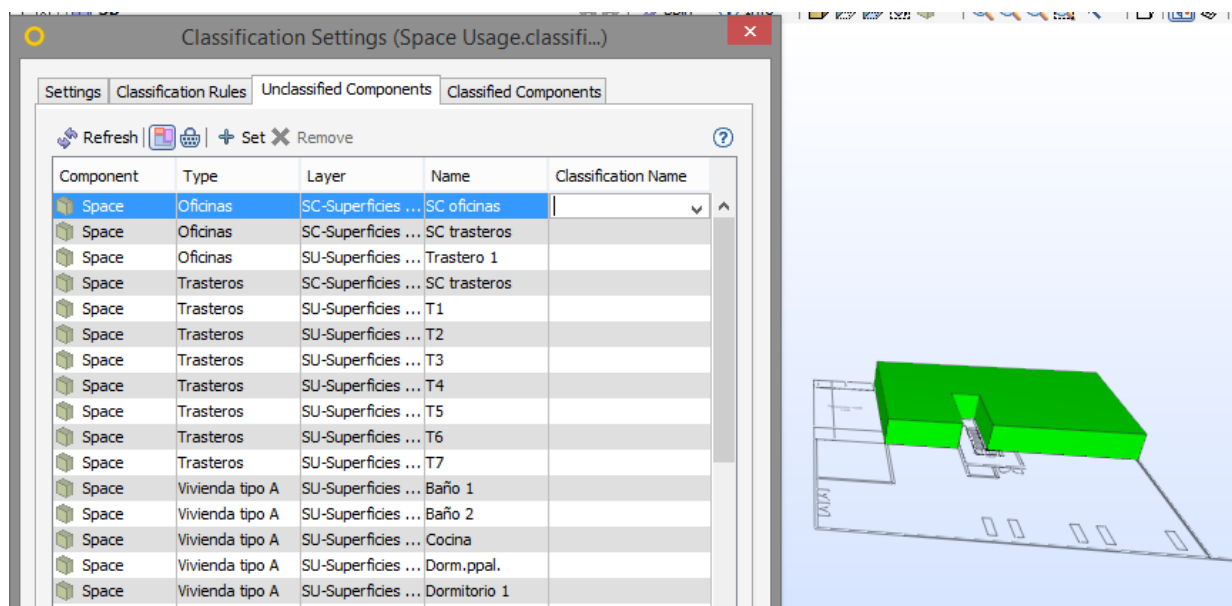 Classification Settings (Space Usage.classifi...)
Settings Classification Rules Unclassified Components Classified Components
Refresh Set Remove
Component Type Layer Name Classification Name
Space Oficinas SC-Superficies ... SC oficinas
Space Oficinas SC-Superficies ... SC trasteros
Space Oficinas SU-Superficies ... Trastero 1
Space Trasteros SC-Superficies ... SC trasteros
Space Trasteros SU-Superficies ... T1
Space Trasteros SU-Superficies ... T2
Space Trasteros SU-Superficies ... T3
Space Trasteros SU-Superficies ... T4
Space Trasteros SU-Superficies ... T5
Space Trasteros SU-Superficies ... T6
Space Trasteros SU-Superficies ... T7
Space Vivienda tipo A SU-Superficies ... Baño 1
Space Vivienda tipo A SU-Superficies ... Baño 2
Space Vivienda tipo A SU-Superficies ... Cocina
Space Vivienda tipo A SU-Superficies ... Dorm.ppal.
Space Vivienda tipo A SU-Superficies ... Dormitorio 1